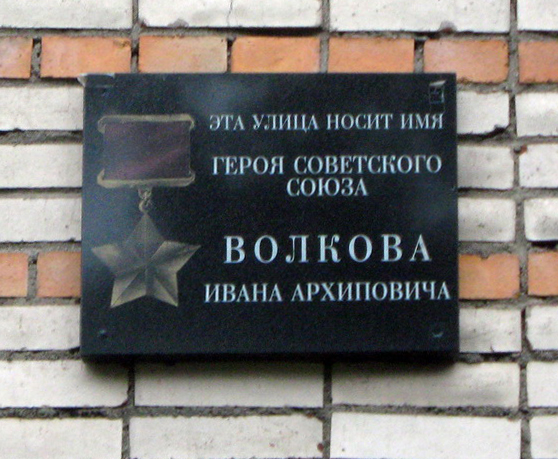 ЭТА УЛИЦА НОСИТ ИМЯ
ГЕРОЯ СОВЕТСКОГО
СОЮЗА
ВОЛКОВА
ИВАНА АРХИПОВИЧА